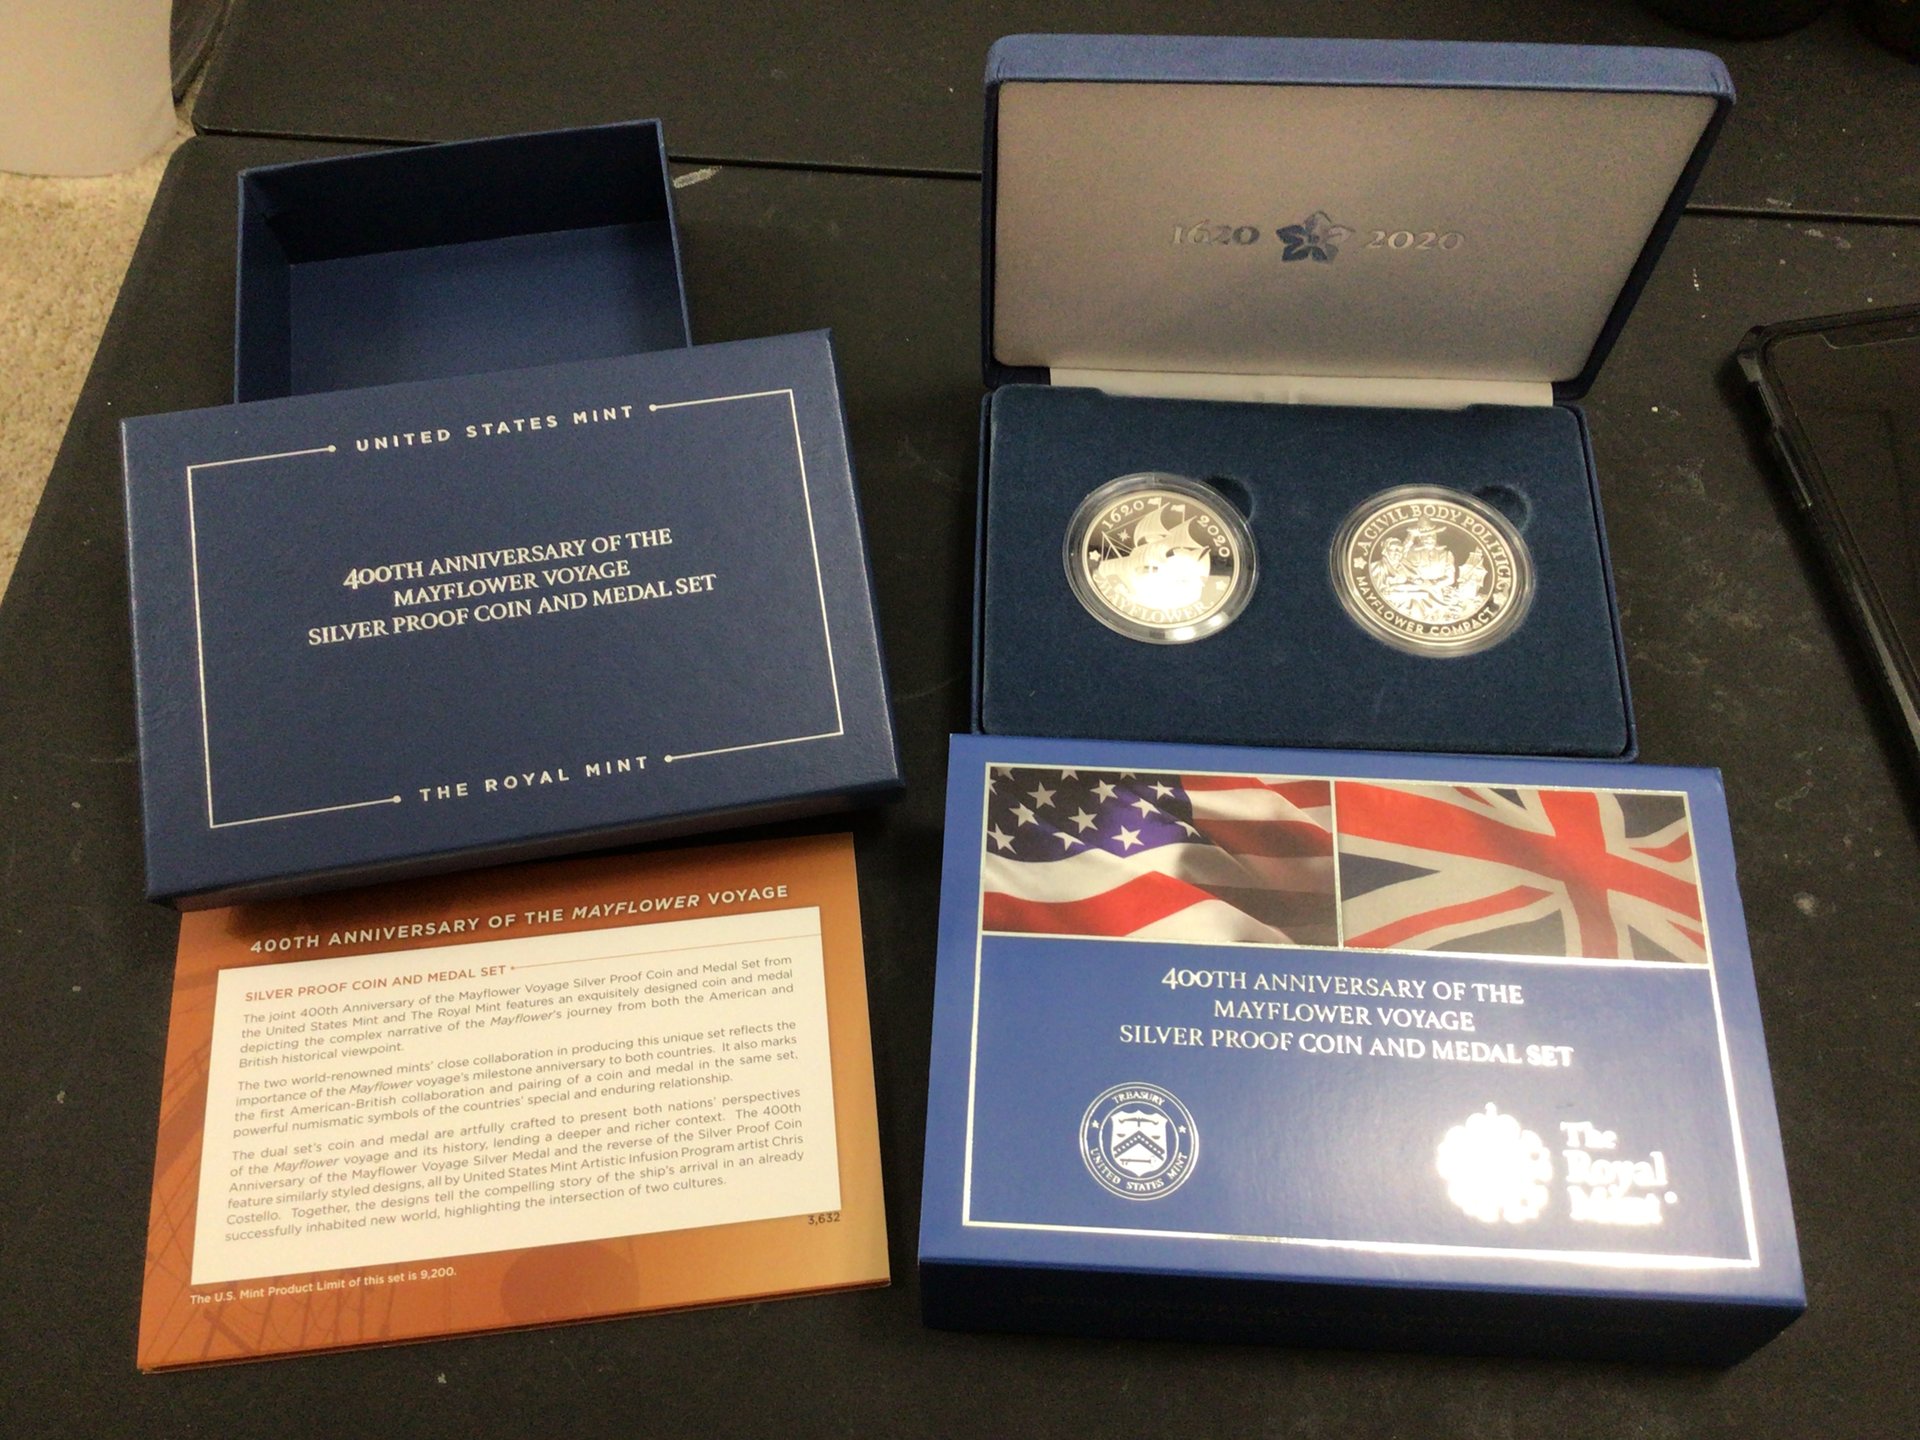 UNITED STATES MINT
400TH ANNIVERSARY OF THE
MAYFLOWER VOYAGE
SILVER PROOF COIN AND MEDAL SET
THE ROYAL MINT
1620 2020
1620 2020
MAYFLOWER
A CIVIL BODY POLITICK
MAYFLOWER COMPACT
400TH ANNIVERSARY OF THE MAYFLOWER VOYAGE
SILVER PROOF COIN AND MEDAL SET
The joint 400th Anniversary of the Mayflower Voyage Silver Proof Coin and Medal Set from
the United States Mint and The Royal Mint features an exquisitely designed coin and medal
depicting the complex narrative of the Mayflower's journey from both the American and
British historical viewpoint.
The two world-renowned mints' close collaboration in producing this unique set reflects the
importance of the Mayflower voyage's milestone anniversary to both countries. It also marks
the first American-British collaboration and pairing of a coin and medal in the same set,
powerful numismatic symbols of the countries' special and enduring relationship.
The dual set's coin and medal are artfully crafted to present both nations' perspectives
of the Mayflower voyage and its history, lending a deeper and richer context. The 400th
Anniversary of the Mayflower Voyage Silver Medal and the reverse of the Silver Proof Coin
feature similarly styled designs, all by United States Mint Artistic Infusion Program artist Chris
Costello. Together, the designs tell the compelling story of the ship's arrival in an already
successfully inhabited new world, highlighting the intersection of two cultures.
3,632
The U.S. Mint Product Limit of this set is 9,200.
400TH ANNIVERSARY OF THE
MAYFLOWER VOYAGE
SILVER PROOF COIN AND MEDAL SET
TREASURY
UNITED STATES MINT
The
Royal
Mint